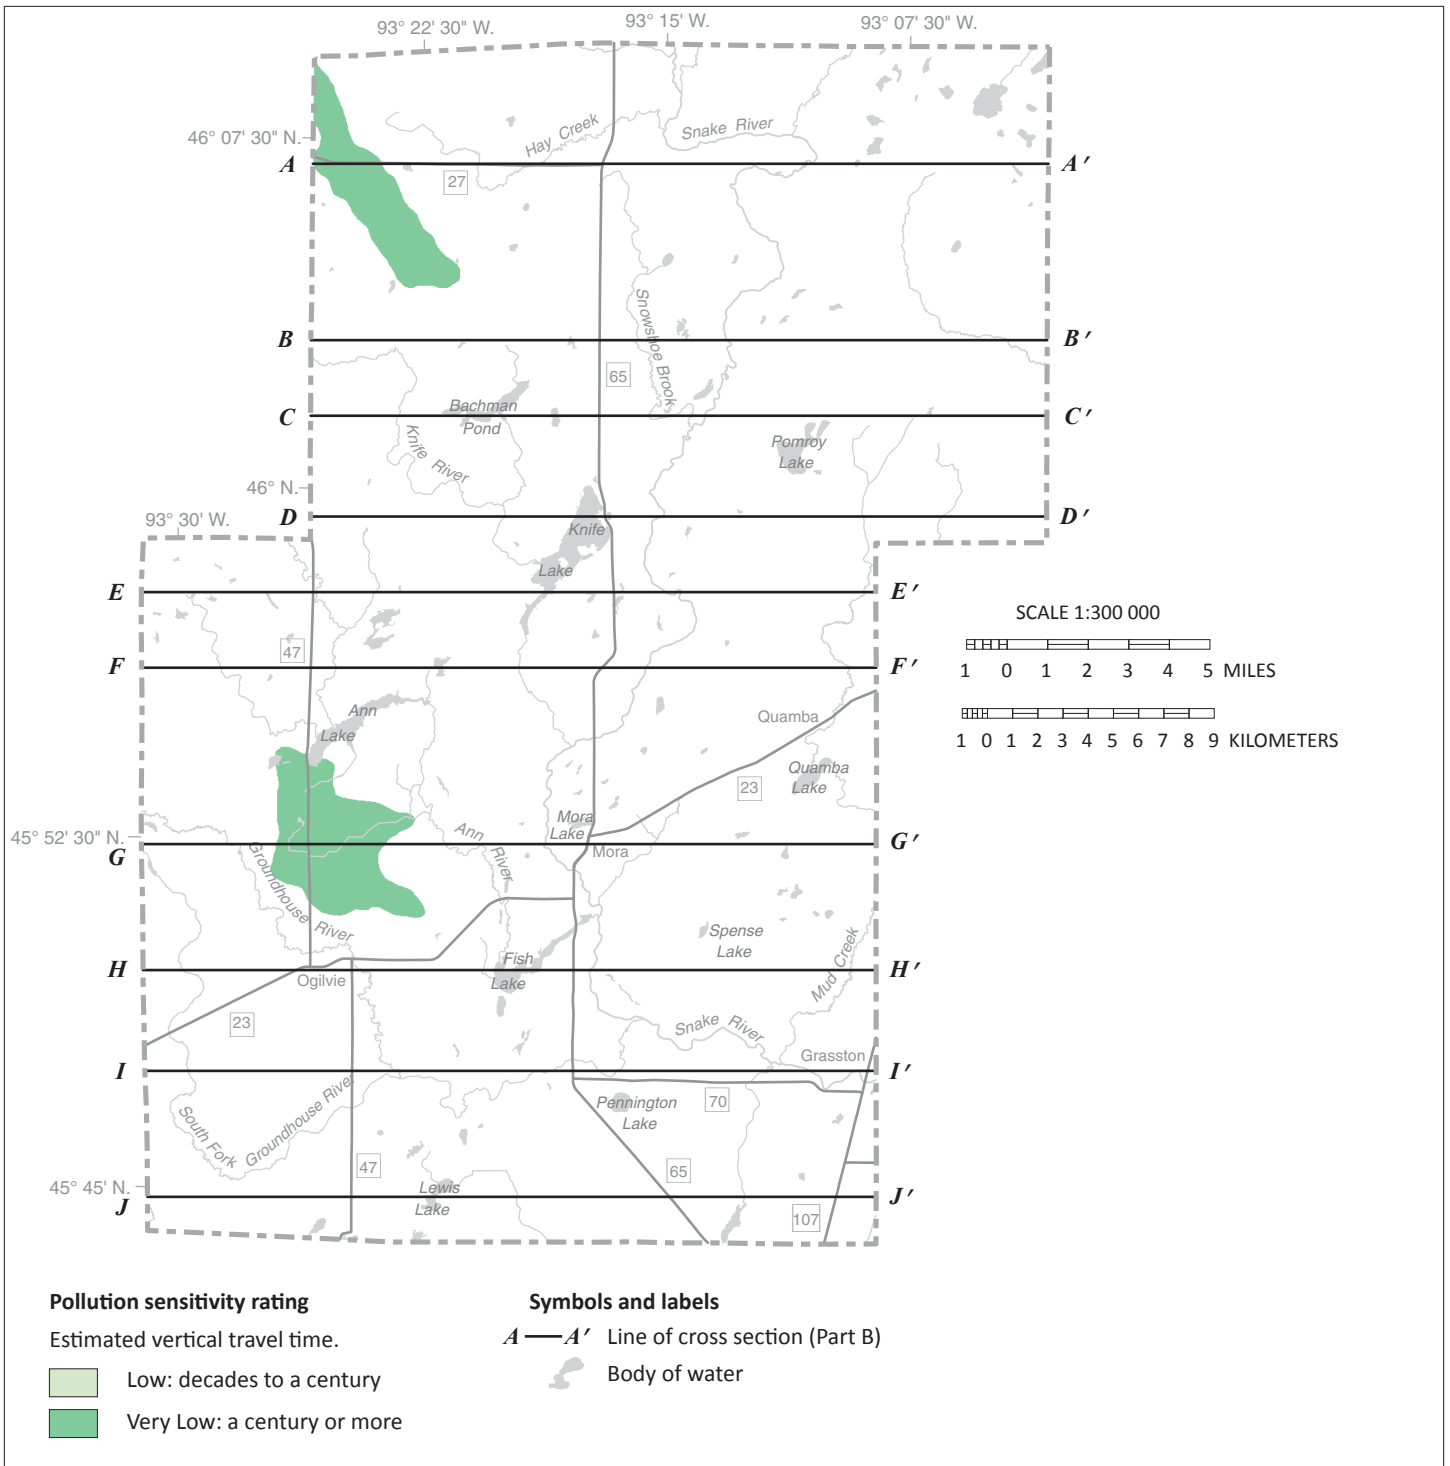 93° 22' 30" W.
93° 15' W.
93° 07' 30" W.
46° 07' 30" N.
Hay Creek
Snake River
A
A′
27
Snowshoe Brook
B
B′
65
Bachman
Pond
C
C′
Knife River
Pomroy
Lake
46° N.
93° 30' W.
D
D′
Knife
Lake
E
E′
SCALE 1:300 000
1 0 1 2 3 4 5 MILES
1 0 1 2 3 4 5 6 7 8 9 KILOMETERS
47
F
F′
Ann
Lake
Quamba
Quamba
Lake
23
Mora
Lake
Ann River
45° 52' 30" N.
G
G′
Mora
Groundhouse River
Spense
Lake
Mud Creek
Fish
Lake
H
H′
Ogilvie
23
Snake River
Grasston
I
I′
South Fork Groundhouse River
Pennington
Lake
70
47
65
45° 45' N.
Lewis
Lake
J
J′
107
Pollution sensitivity rating
Estimated vertical travel time.
Low: decades to a century
Very Low: a century or more
Symbols and labels
A — A′ Line of cross section (Part B)
Body of water